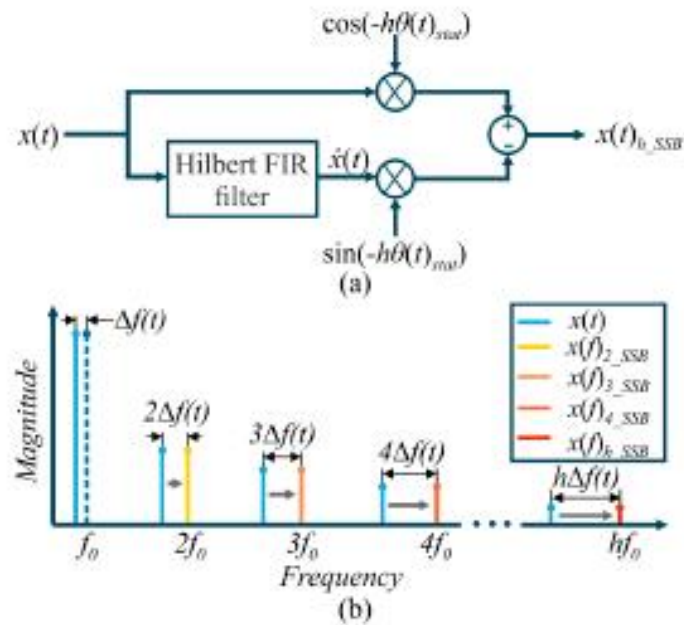 cos(-hθ(t)stat)
x(t)
Hilbert FIR
filter
x̂(t)
+
-
x(t)h_SSB
sin(-hθ(t)stat)
(a)
Δf(t)
2Δf(t)
3Δf(t)
4Δf(t)
hΔf(t)
x(t)
x(f)2_SSB
x(f)3_SSB
x(f)4_SSB
x(f)h_SSB
Magnitude
f0
2f0
3f0
4f0
hf0
Frequency
(b)